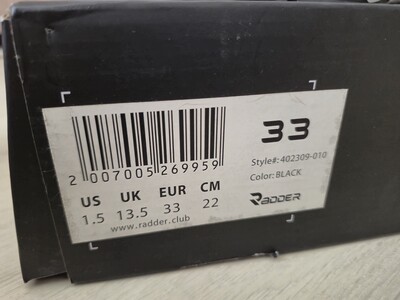 33
Style#: 402309-010
Color: BLACK
RADDER
2 007005 269959
US UK EUR CM
1.5 13.5 33 22
www.radder.club